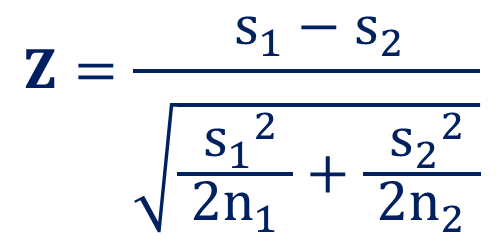 Z = (s₁ − s₂) / √(s₁²/2n₁ + s₂²/2n₂)